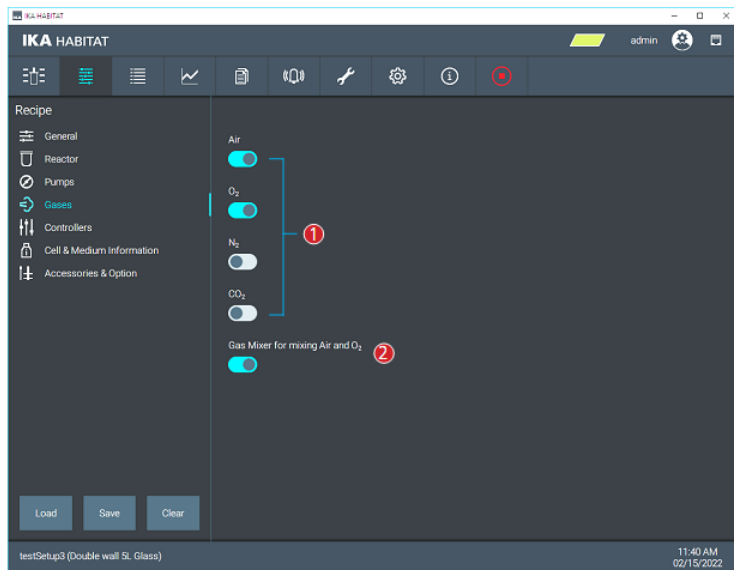 IKA HABITAT
IKA HABITAT
admin
Recipe
General
Reactor
Pumps
Gases
Controllers
Cell & Medium Information
Accessories & Option
Air
O₂
N₂
CO₂
1
Gas Mixer for mixing Air and O₂
2
Load Save Clear
testSetup3 (Double wall 5L Glass)
11:40 AM
02/15/2022